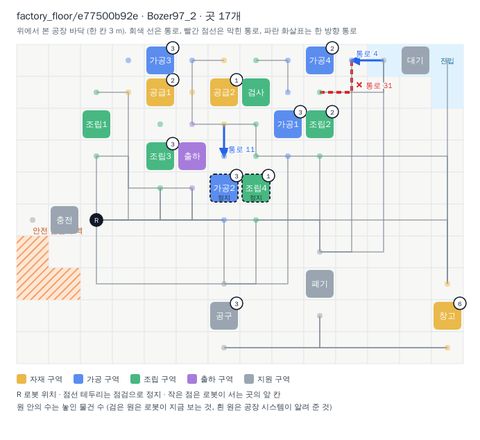 factory_floor/e77500b92e · Bozer97_2 · 곳 17개
위에서 본 공장 바닥 (한 칸 3 m). 회색 선은 통로, 빨간 점선은 막힌 통로, 파란 화살표는 한 방향 통로
3
2
가공3
가공4
통로 4
대기
전립
2
1
공급1
공급2
검사
✕ 통로 31
3
2
조립1
가공1
조립2
3
조립3
출하
통로 11
3
1
가공2
조립4
정지
정지
충전
R
안전
역
폐기
3
6
공구
창고
자재 구역
가공 구역
조립 구역
출하 구역
지원 구역
R 로봇 위치 · 점선 테두리는 점검으로 정지 · 작은 점은 로봇이 서는 곳의 앞 칸
원 안의 수는 놓인 물건 수 (검은 원은 로봇이 지금 보는 것, 흰 원은 공장 시스템이 알려 준 것)